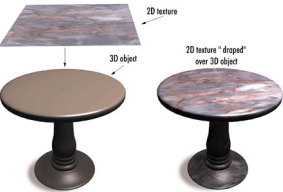 2D texture
3D object
2D texture " draped"
over 3D object